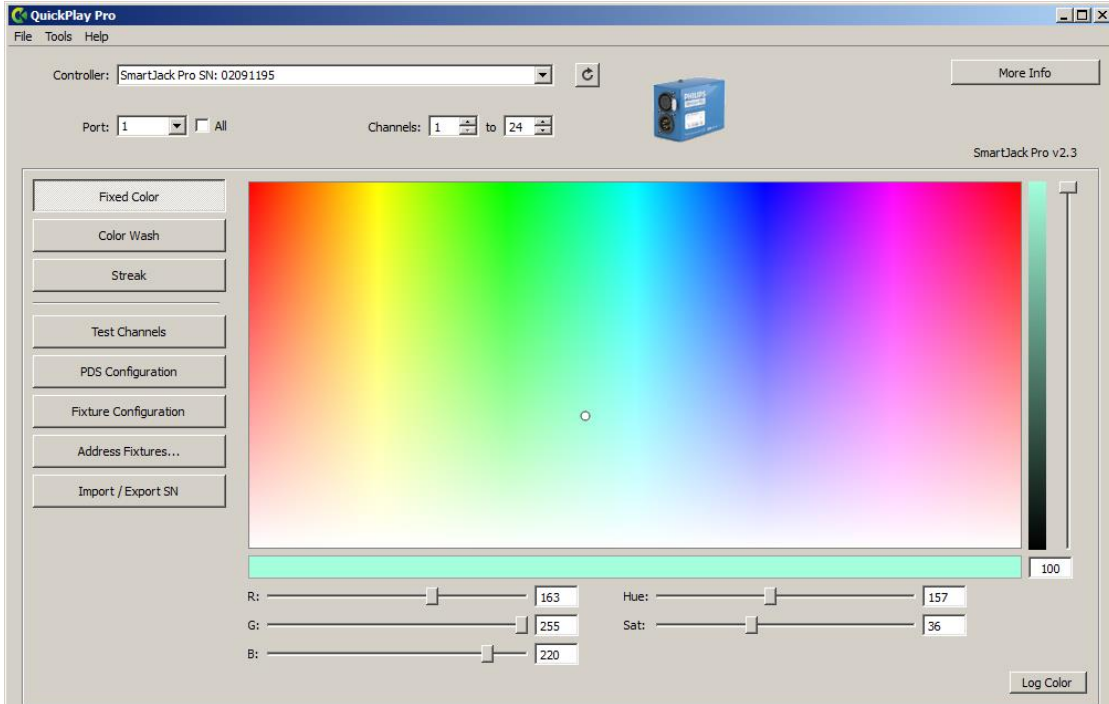 QuickPlay Pro
File Tools Help
Controller: SmartJack Pro SN: 02091195
More Info
PHILIPS
Port: 1 All Channels: 1 to 24
SmartJack Pro v2.3
Fixed Color
Color Wash
Streak
Test Channels
PDS Configuration
Fixture Configuration
Address Fixtures...
Import / Export SN
100
R: 163 Hue: 157
G: 255 Sat: 36
B: 220
Log Color